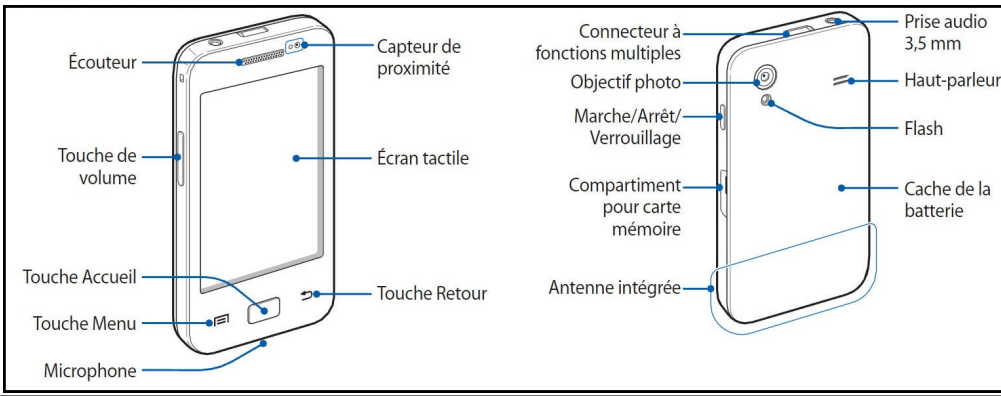 Écouteur
Capteur de
proximité
Touche de
volume
Écran tactile
Touche Accueil
Touche Retour
Touche Menu
Microphone
Connecteur à
fonctions multiples
Prise audio
3,5 mm
Objectif photo
Haut-parleur
Marche/Arrêt/
Verrouillage
Flash
Compartiment
pour carte
mémoire
Cache de la
batterie
Antenne intégrée